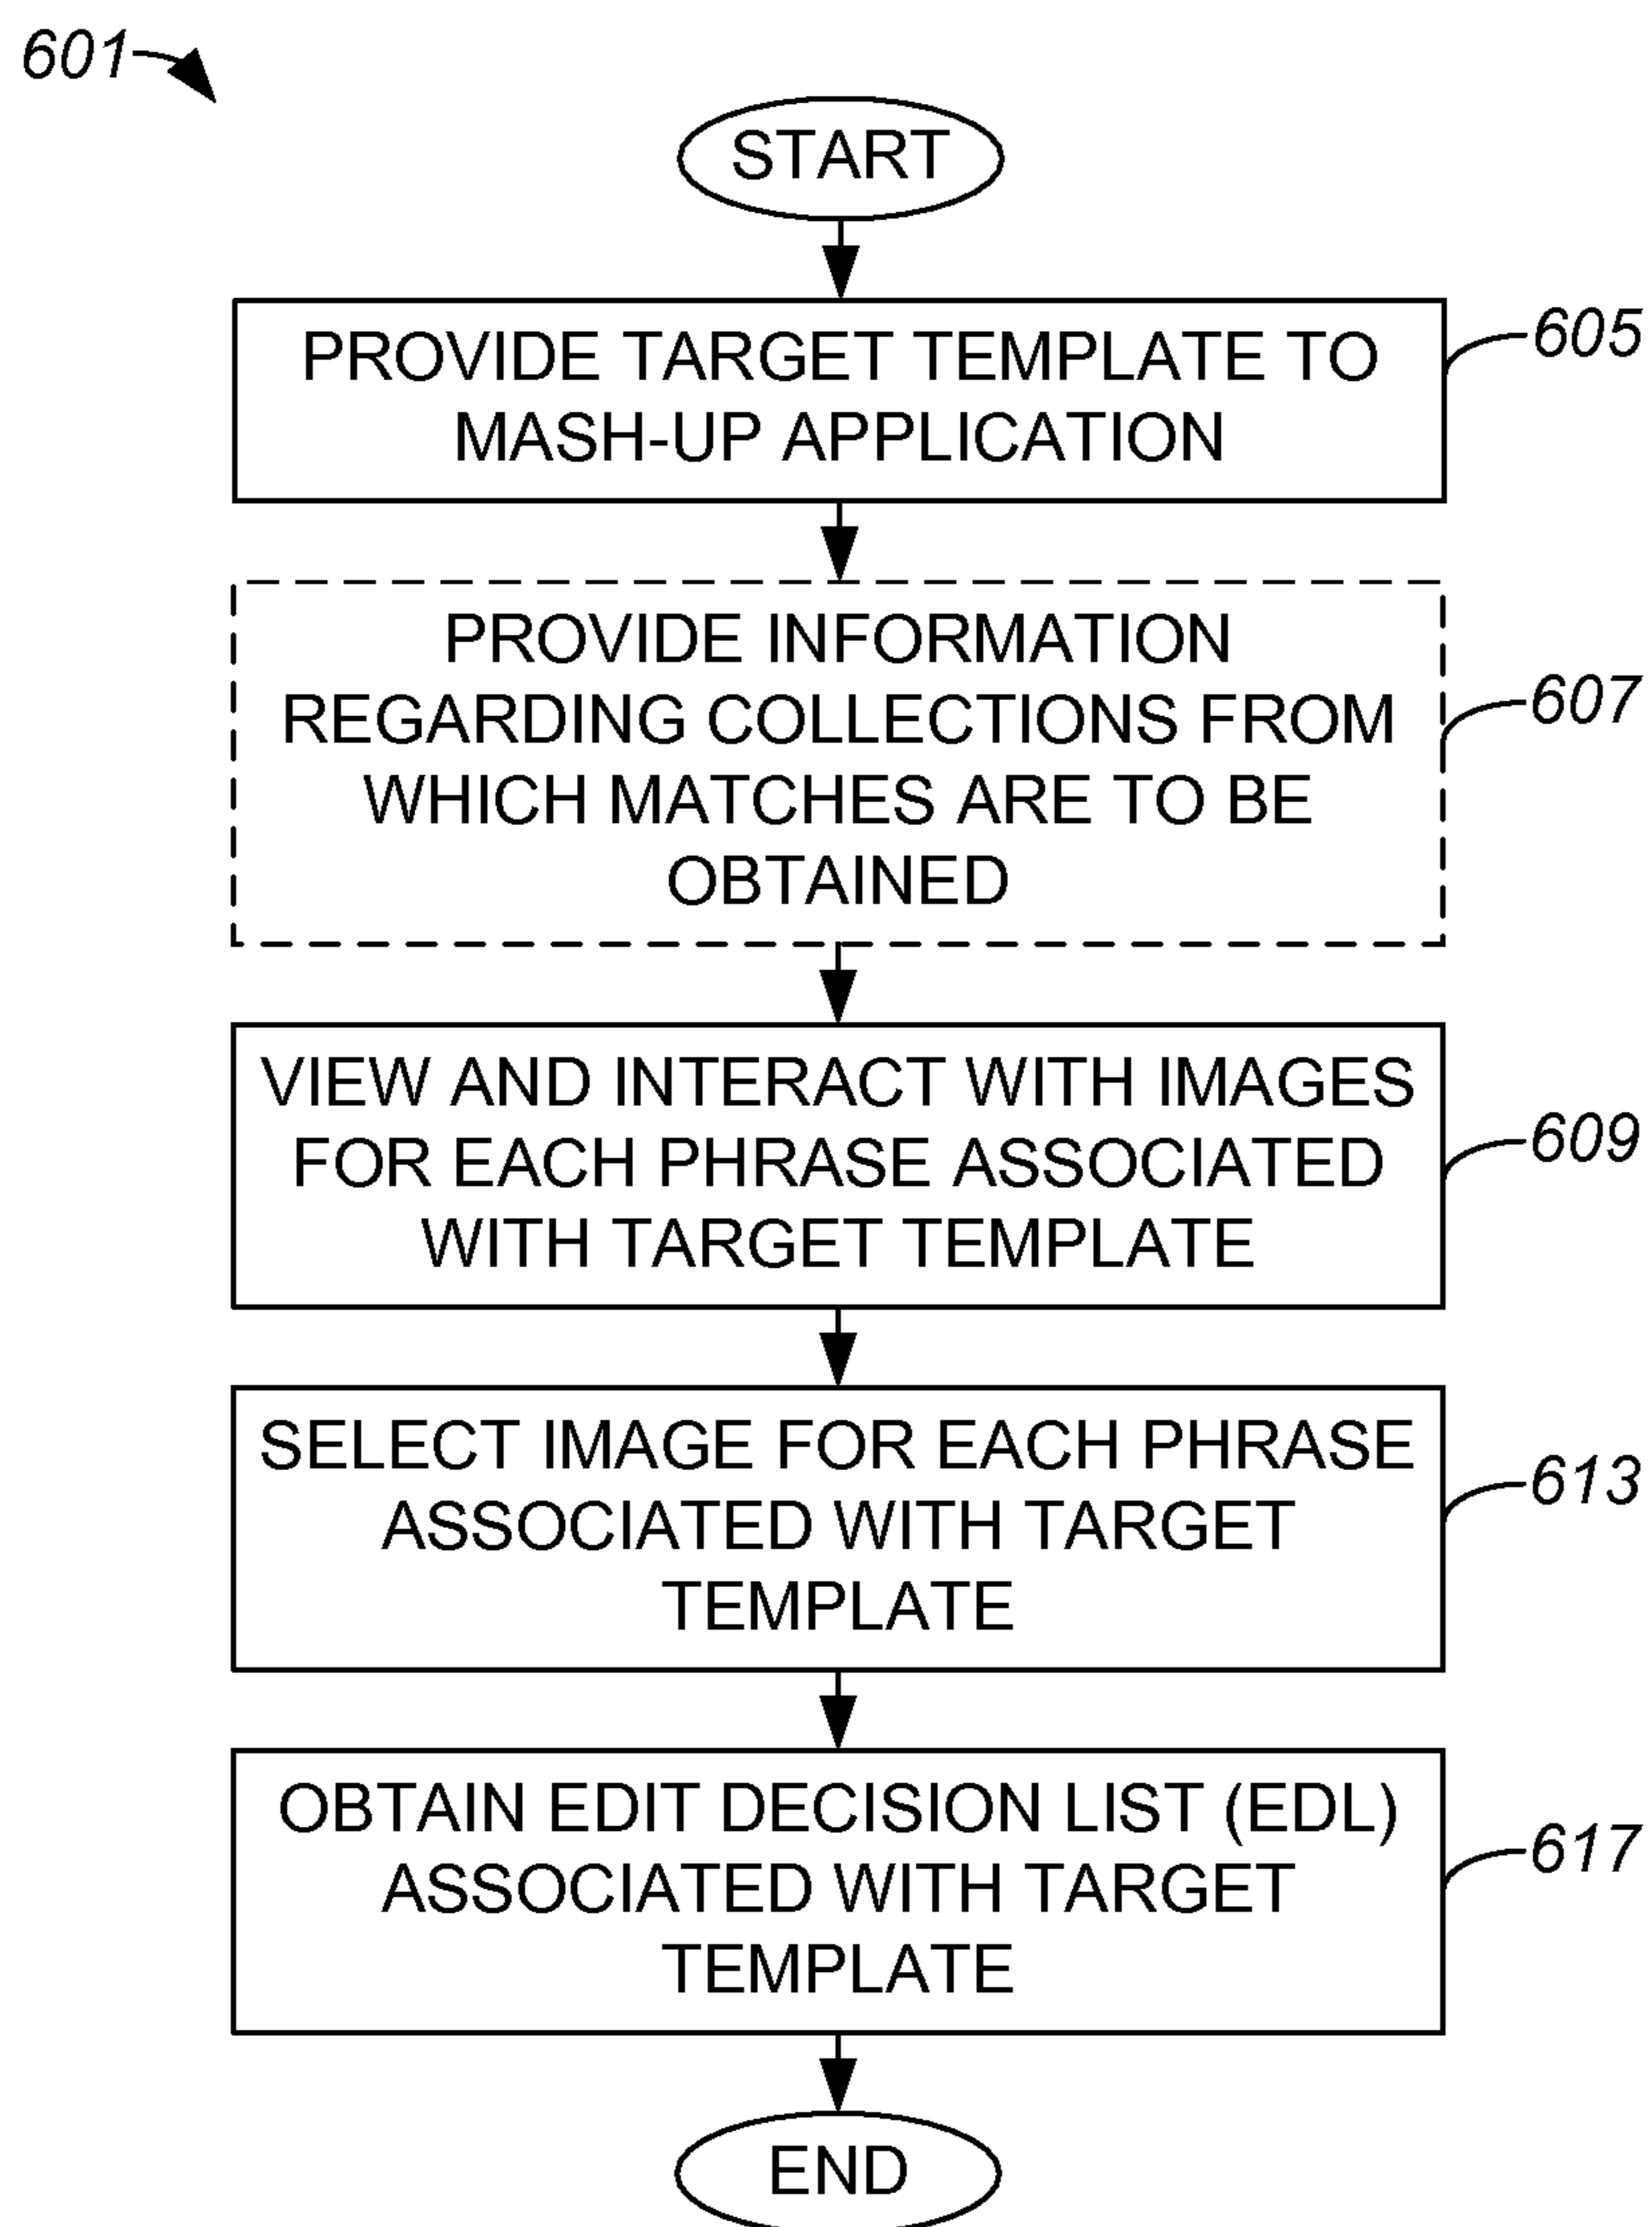 601
START
PROVIDE TARGET TEMPLATE TO
MASH-UP APPLICATION
605
PROVIDE INFORMATION
REGARDING COLLECTIONS FROM
WHICH MATCHES ARE TO BE
OBTAINED
607
VIEW AND INTERACT WITH IMAGES
FOR EACH PHRASE ASSOCIATED
WITH TARGET TEMPLATE
609
SELECT IMAGE FOR EACH PHRASE
ASSOCIATED WITH TARGET
TEMPLATE
613
OBTAIN EDIT DECISION LIST (EDL)
ASSOCIATED WITH TARGET
TEMPLATE
617
END